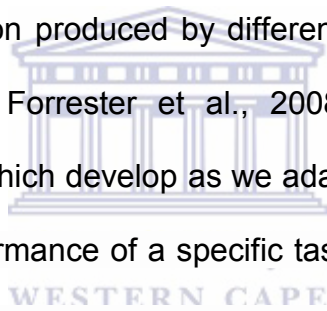 on produced by differen
Forrester et al., 2008
hich develop as we ada
rmance of a specific tas
WESTERN CAPE